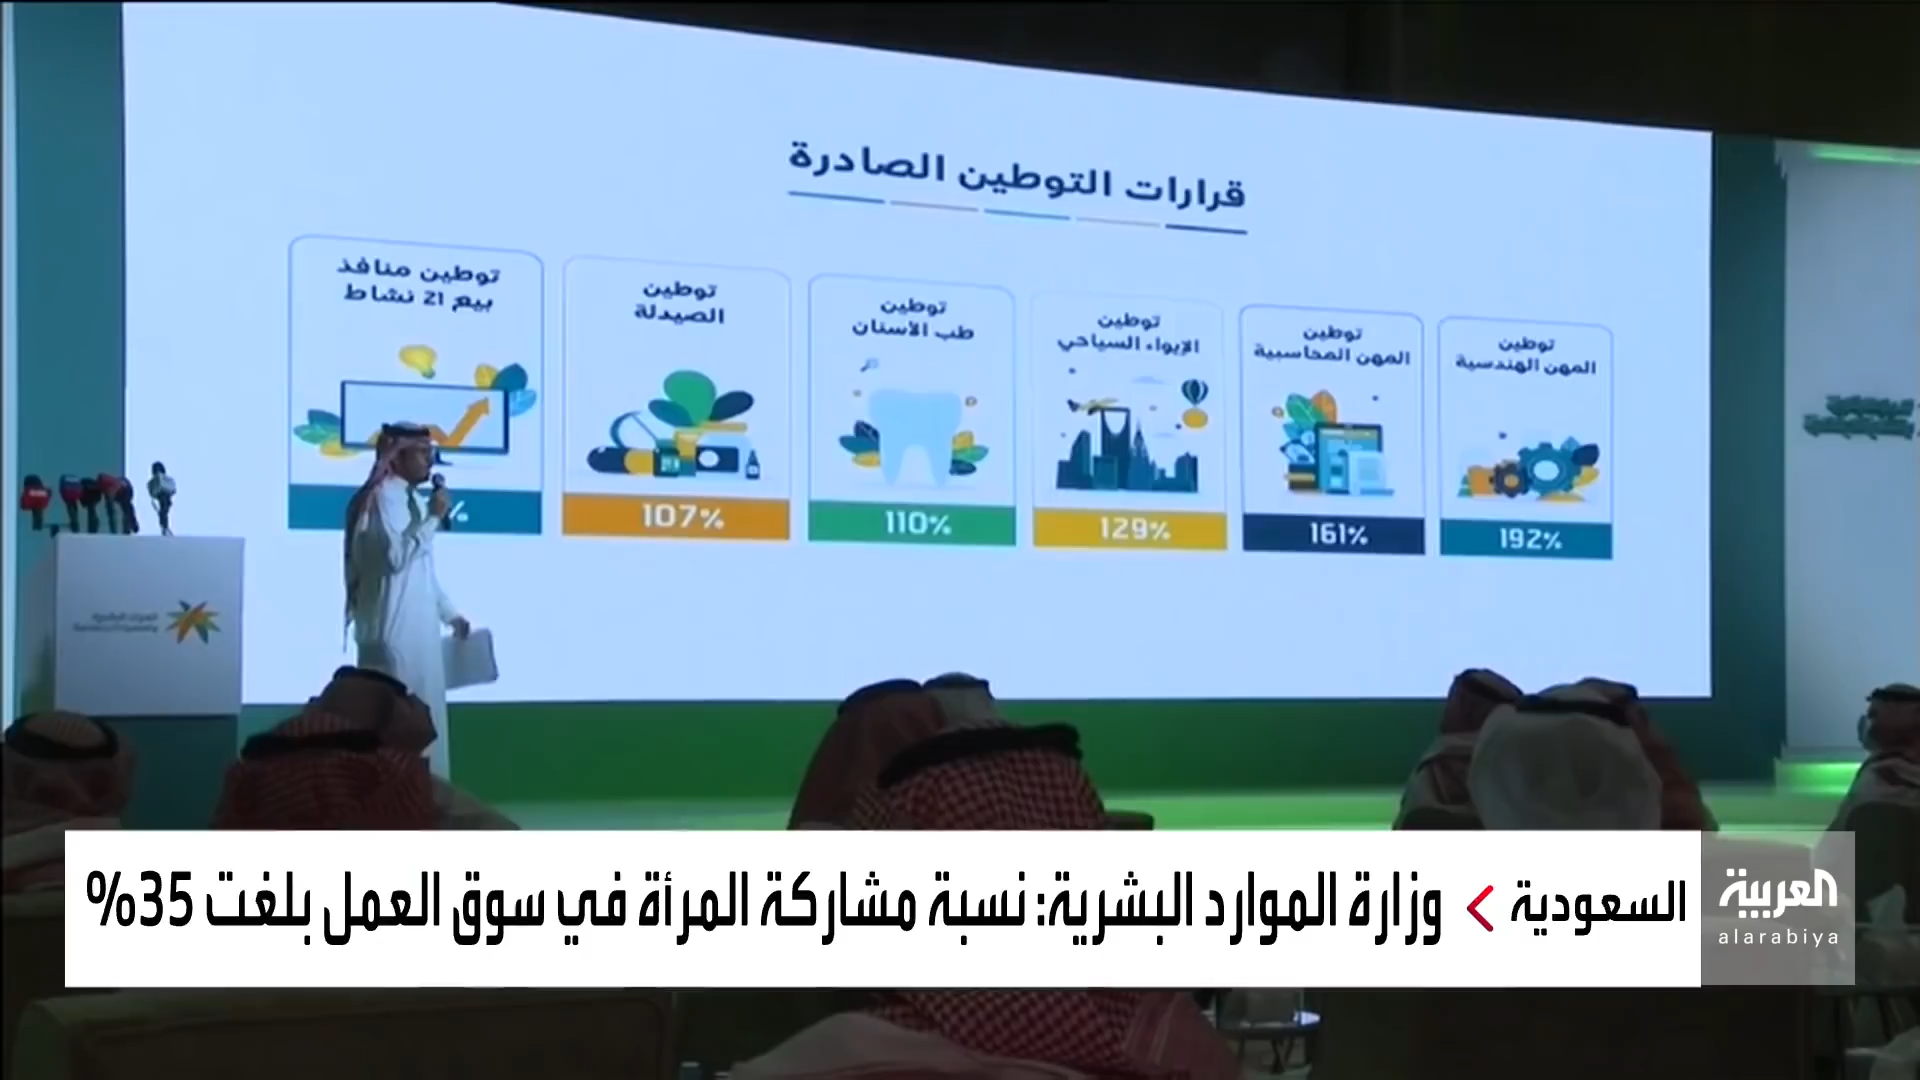 قرارات التوطين الصادرة
توطين
المهن الهندسية
192%
توطين
المهن المحاسبية
161%
توطين
الإيواء السياحي
129%
توطين
طب الأسنان
110%
توطين
الصيدلة
107%
توطين منافذ
بيع 21 نشاط
%
العربية
alarabiya
السعودية > وزارة الموارد البشرية: نسبة مشاركة المرأة في سوق العمل بلغت 35%